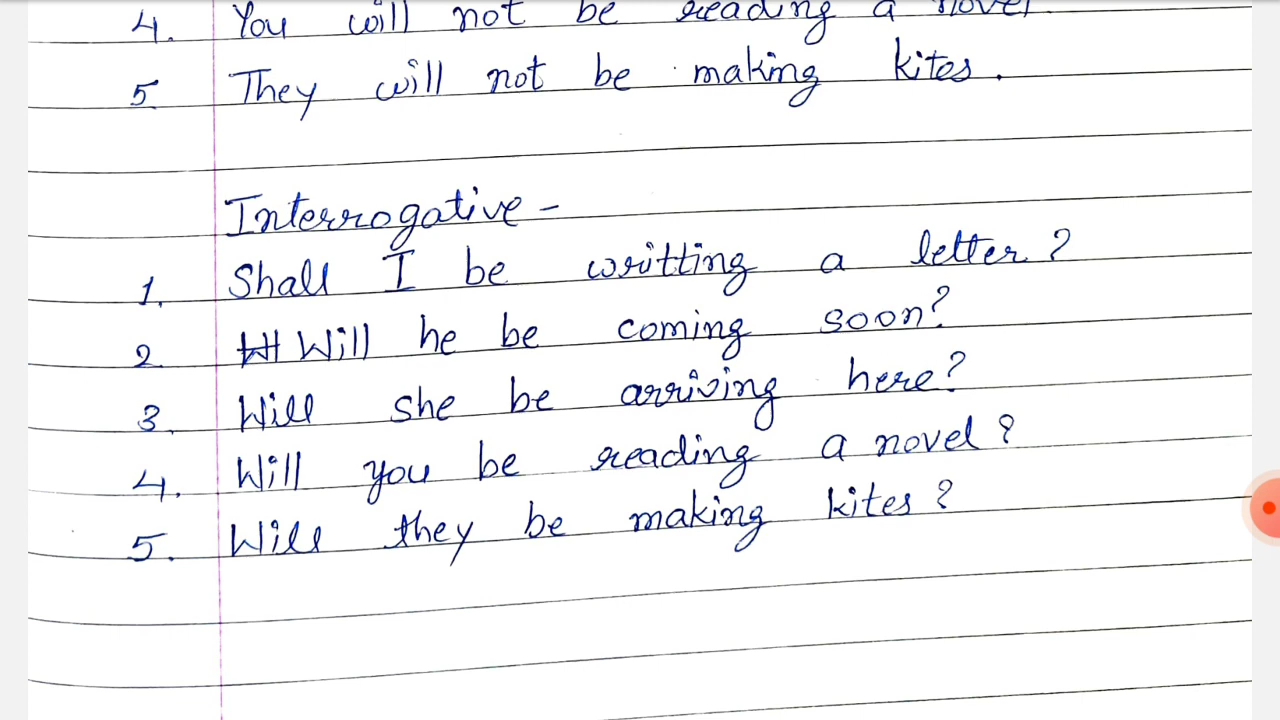 4. You will not be reading a novel.
5. They will not be making kites.
Interrogative -
1. Shall I be writting a letter?
2. Will he be coming soon?
3. Will she be arriving here?
4. Will you be reading a novel?
5. Will they be making kites?